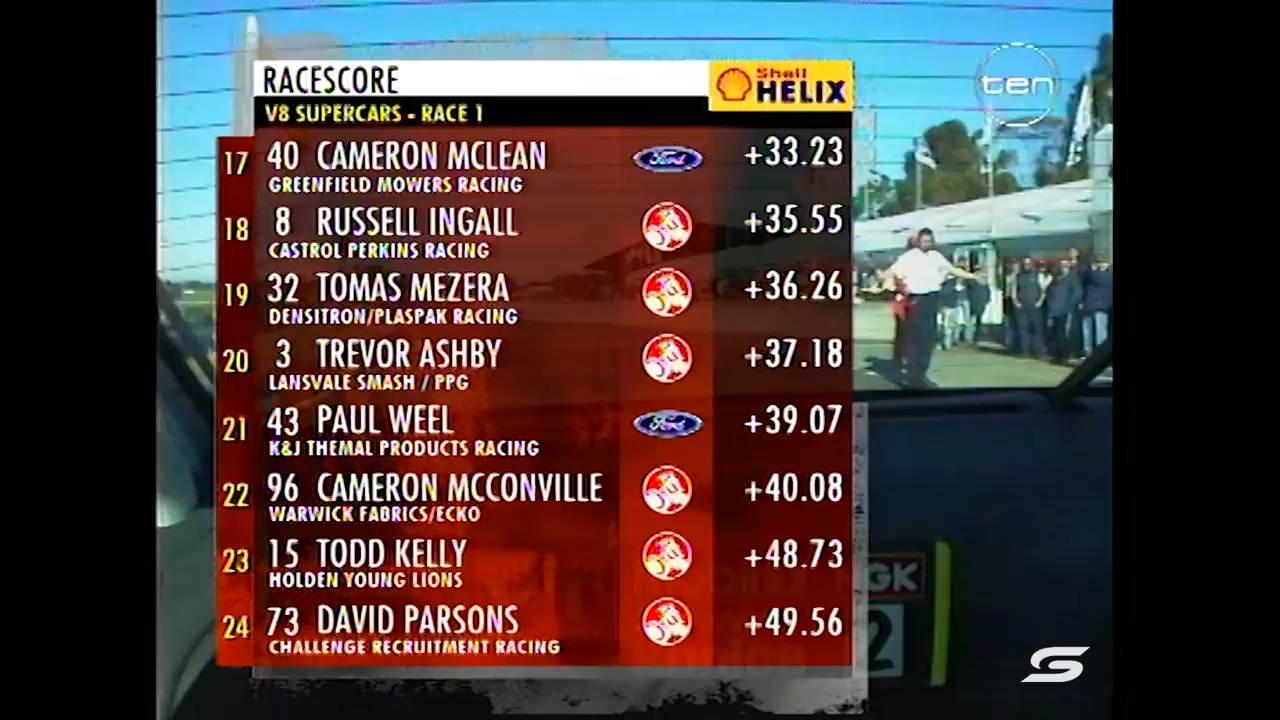 RACESCORE
Shell
HELIX
ten
V8 SUPERCARS - RACE 1
17 40 CAMERON MCLEAN Ford +33.23
GREENFIELD MOWERS RACING
18 8 RUSSELL INGALL +35.55
CASTROL PERKINS RACING
19 32 TOMAS MEZERA +36.26
DENSITRON/PLASPAK RACING
20 3 TREVOR ASHBY +37.18
LANSVALE SMASH / PPG
21 43 PAUL WEEL Ford +39.07
K&J THEMAL PRODUCTS RACING
22 96 CAMERON MCCONVILLE +40.08
WARWICK FABRICS/ECKO
23 15 TODD KELLY +48.73
HOLDEN YOUNG LIONS
GK
24 73 DAVID PARSONS +49.56
CHALLENGE RECRUITMENT RACING
2